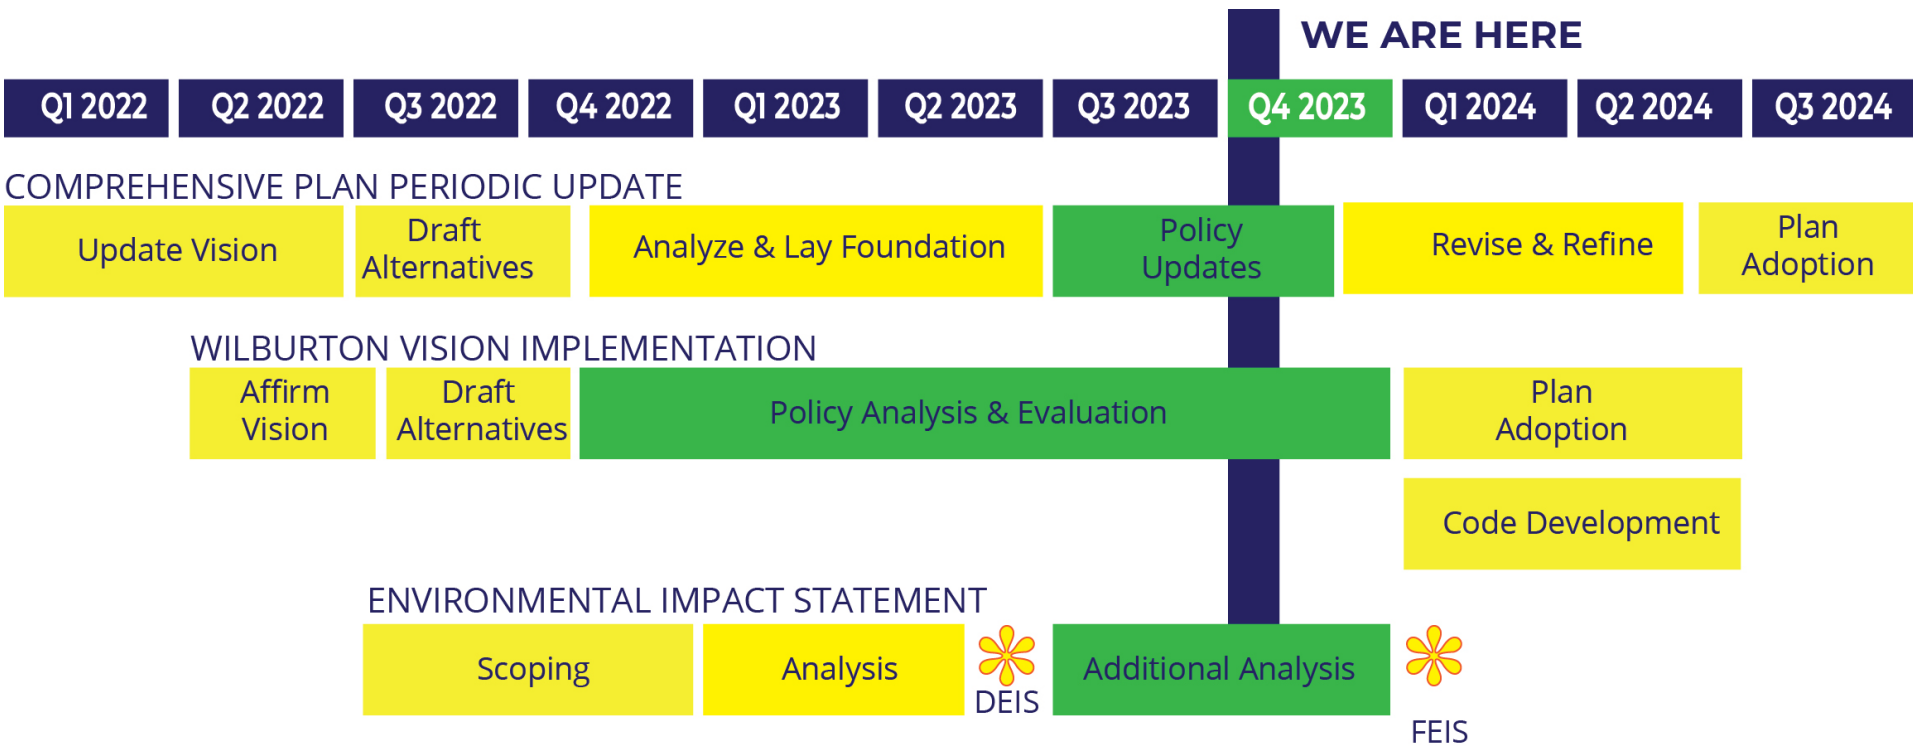 WE ARE HERE
Q1 2022 Q2 2022 Q3 2022 Q4 2022 Q1 2023 Q2 2023 Q3 2023 Q4 2023 Q1 2024 Q2 2024 Q3 2024
COMPREHENSIVE PLAN PERIODIC UPDATE
Update Vision
Draft
Alternatives
Analyze & Lay Foundation
Policy
Updates
Revise & Refine
Plan
Adoption
WILBURTON VISION IMPLEMENTATION
Affirm
Vision
Draft
Alternatives
Policy Analysis & Evaluation
Plan
Adoption
Code Development
ENVIRONMENTAL IMPACT STATEMENT
Scoping
Analysis
DEIS
Additional Analysis
FEIS